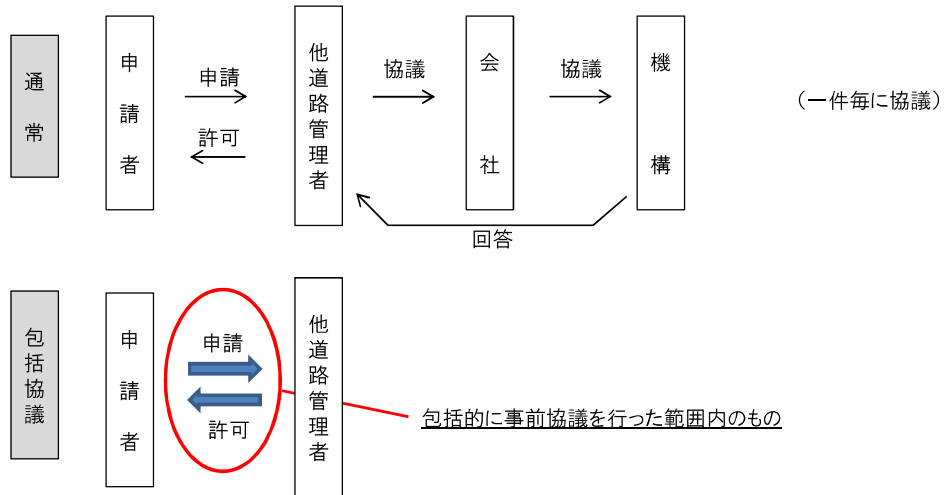 通常
申請者
申請
許可
他道路管理者
協議
会社
協議
機構
(一件毎に協議)
回答
包括協議
申請者
申請
許可
他道路管理者
包括的に事前協議を行った範囲内のもの